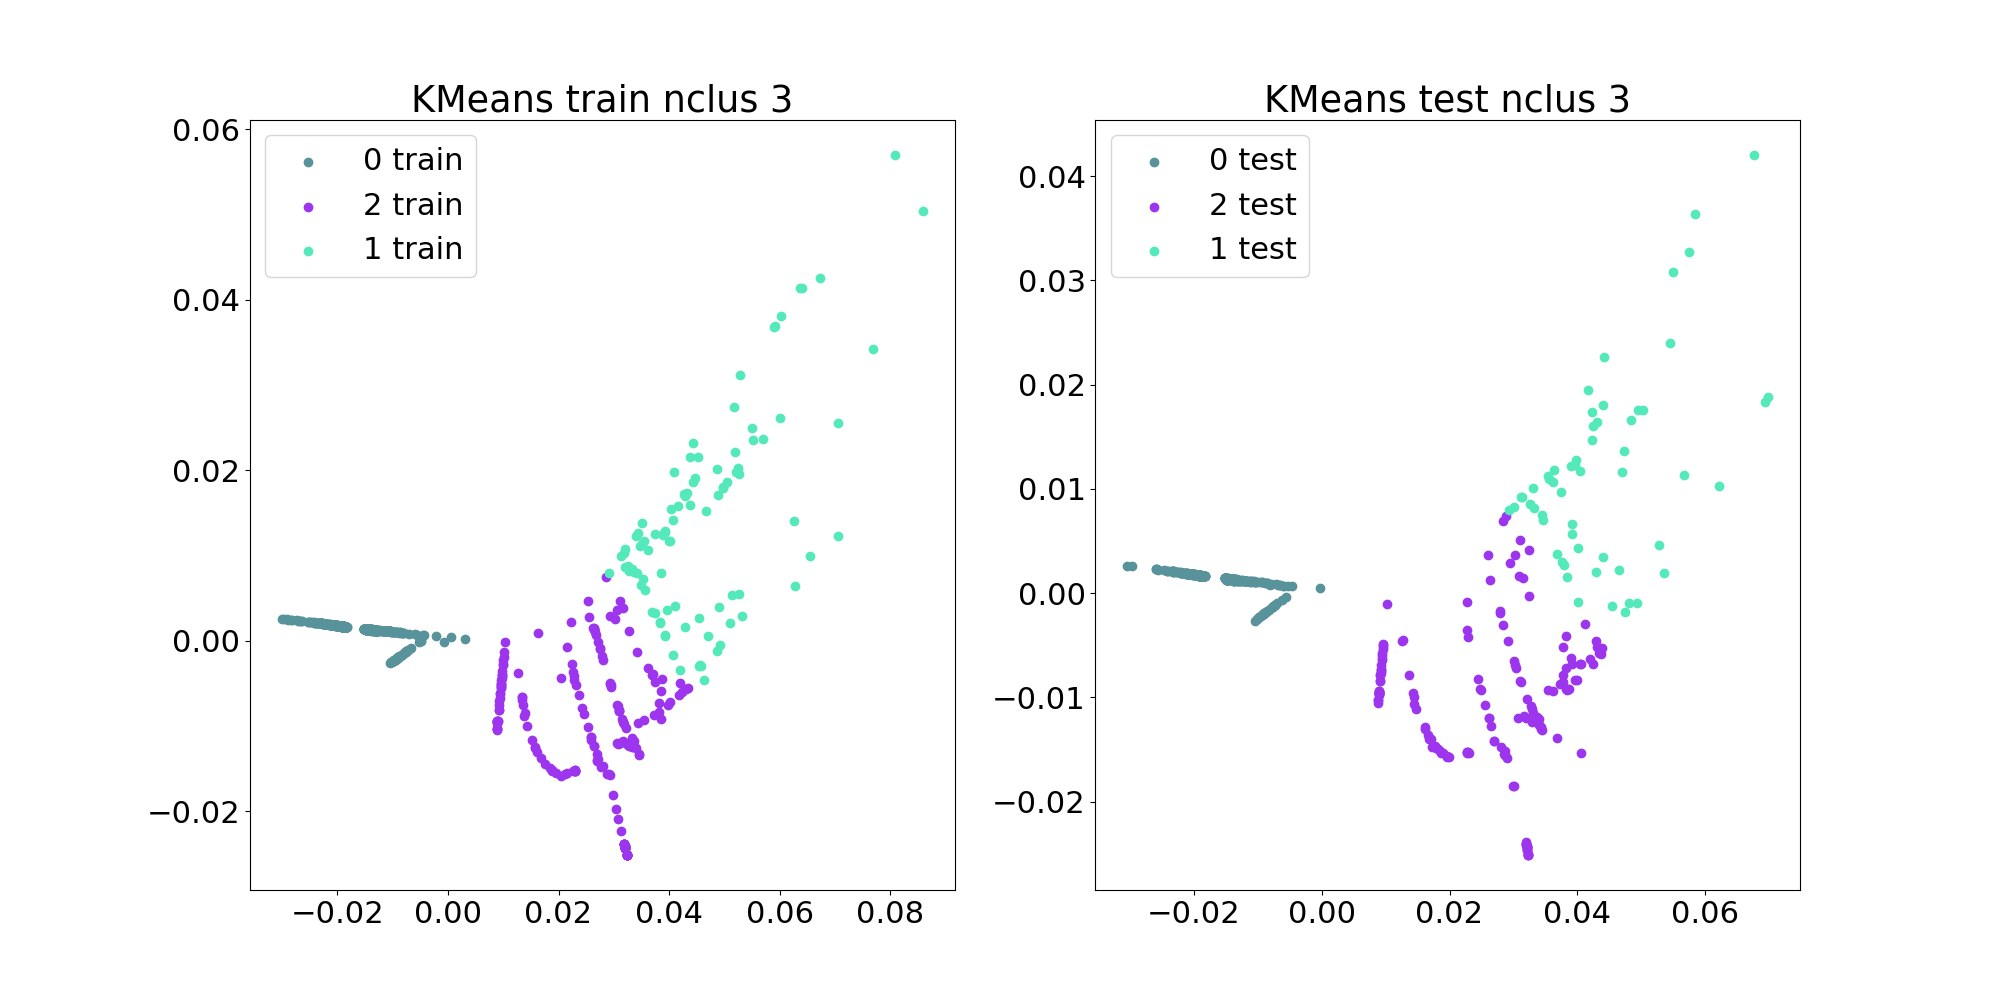 KMeans train nclus 3
0.06
0.04
0.02
0.00
−0.02
0 train
2 train
1 train
−0.02 0.00 0.02 0.04 0.06 0.08
KMeans test nclus 3
0.04
0.03
0.02
0.01
0.00
−0.01
−0.02
0 test
2 test
1 test
−0.02 0.00 0.02 0.04 0.06